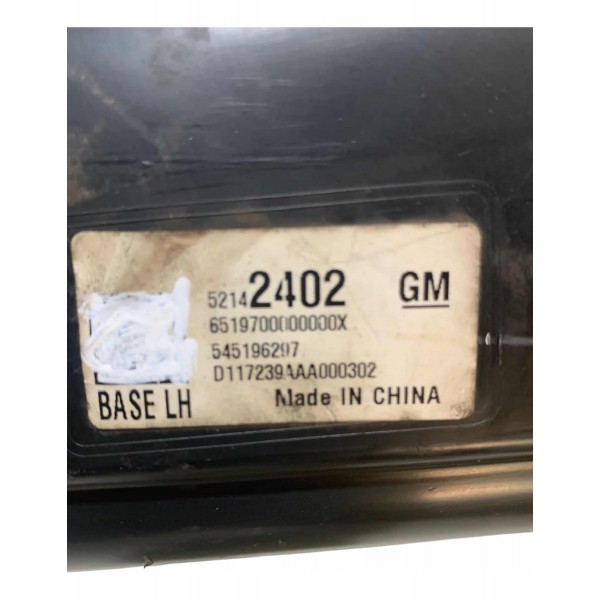 52142402 GM
6519700000000X
545196297
D117239AAA000302
BASE LH Made IN CHINA